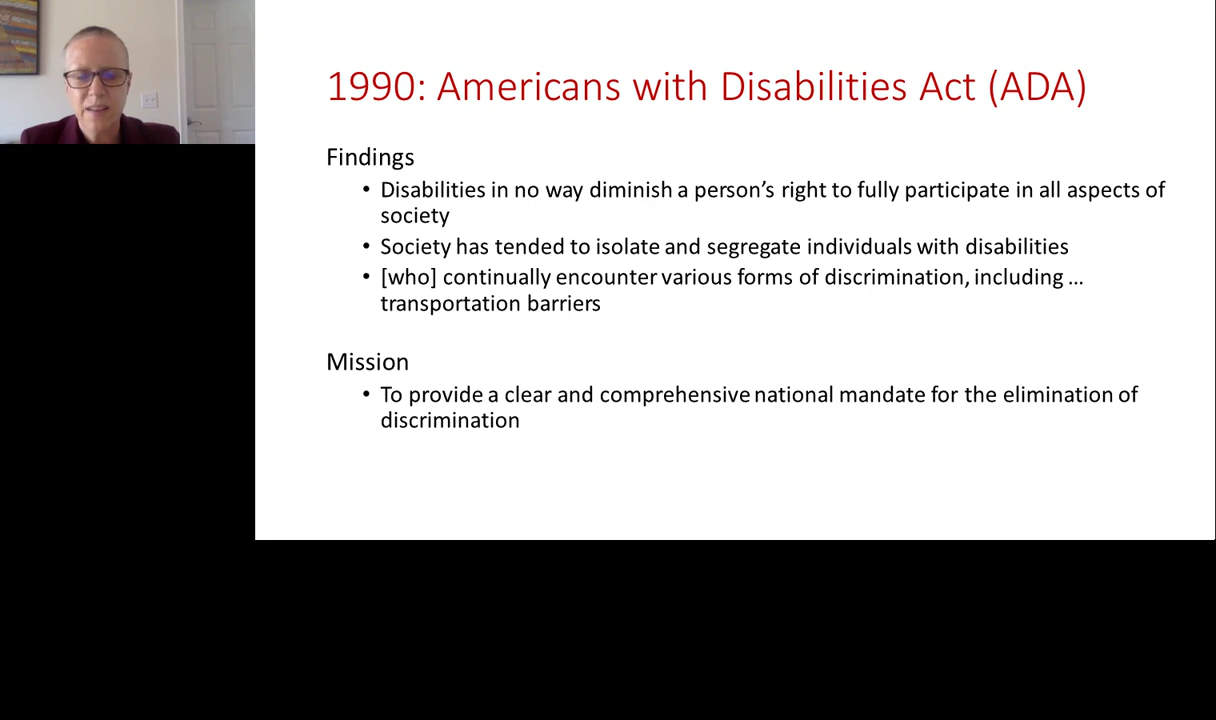 1990: Americans with Disabilities Act (ADA)
Findings
• Disabilities in no way diminish a person’s right to fully participate in all aspects of
society
• Society has tended to isolate and segregate individuals with disabilities
• [who] continually encounter various forms of discrimination, including …
transportation barriers
Mission
• To provide a clear and comprehensive national mandate for the elimination of
discrimination